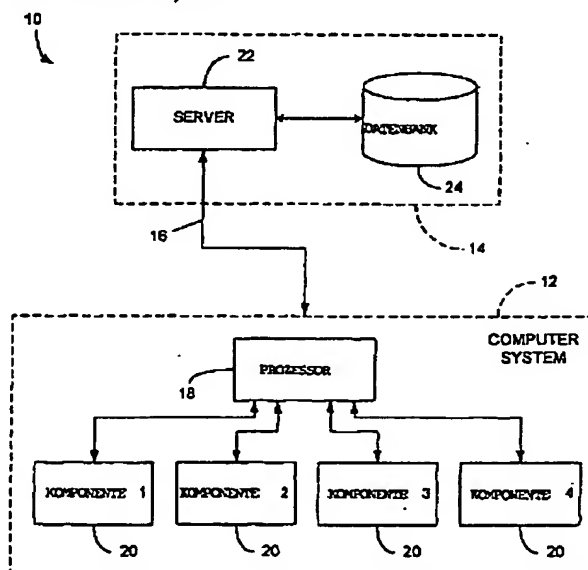 10
22
SERVER
DATENBANK
24
16
14
12
COMPUTER
SYSTEM
18
PROZESSOR
KOMPONENTE 1
KOMPONENTE 2
KOMPONENTE 3
KOMPONENTE 4
20
20
20
20